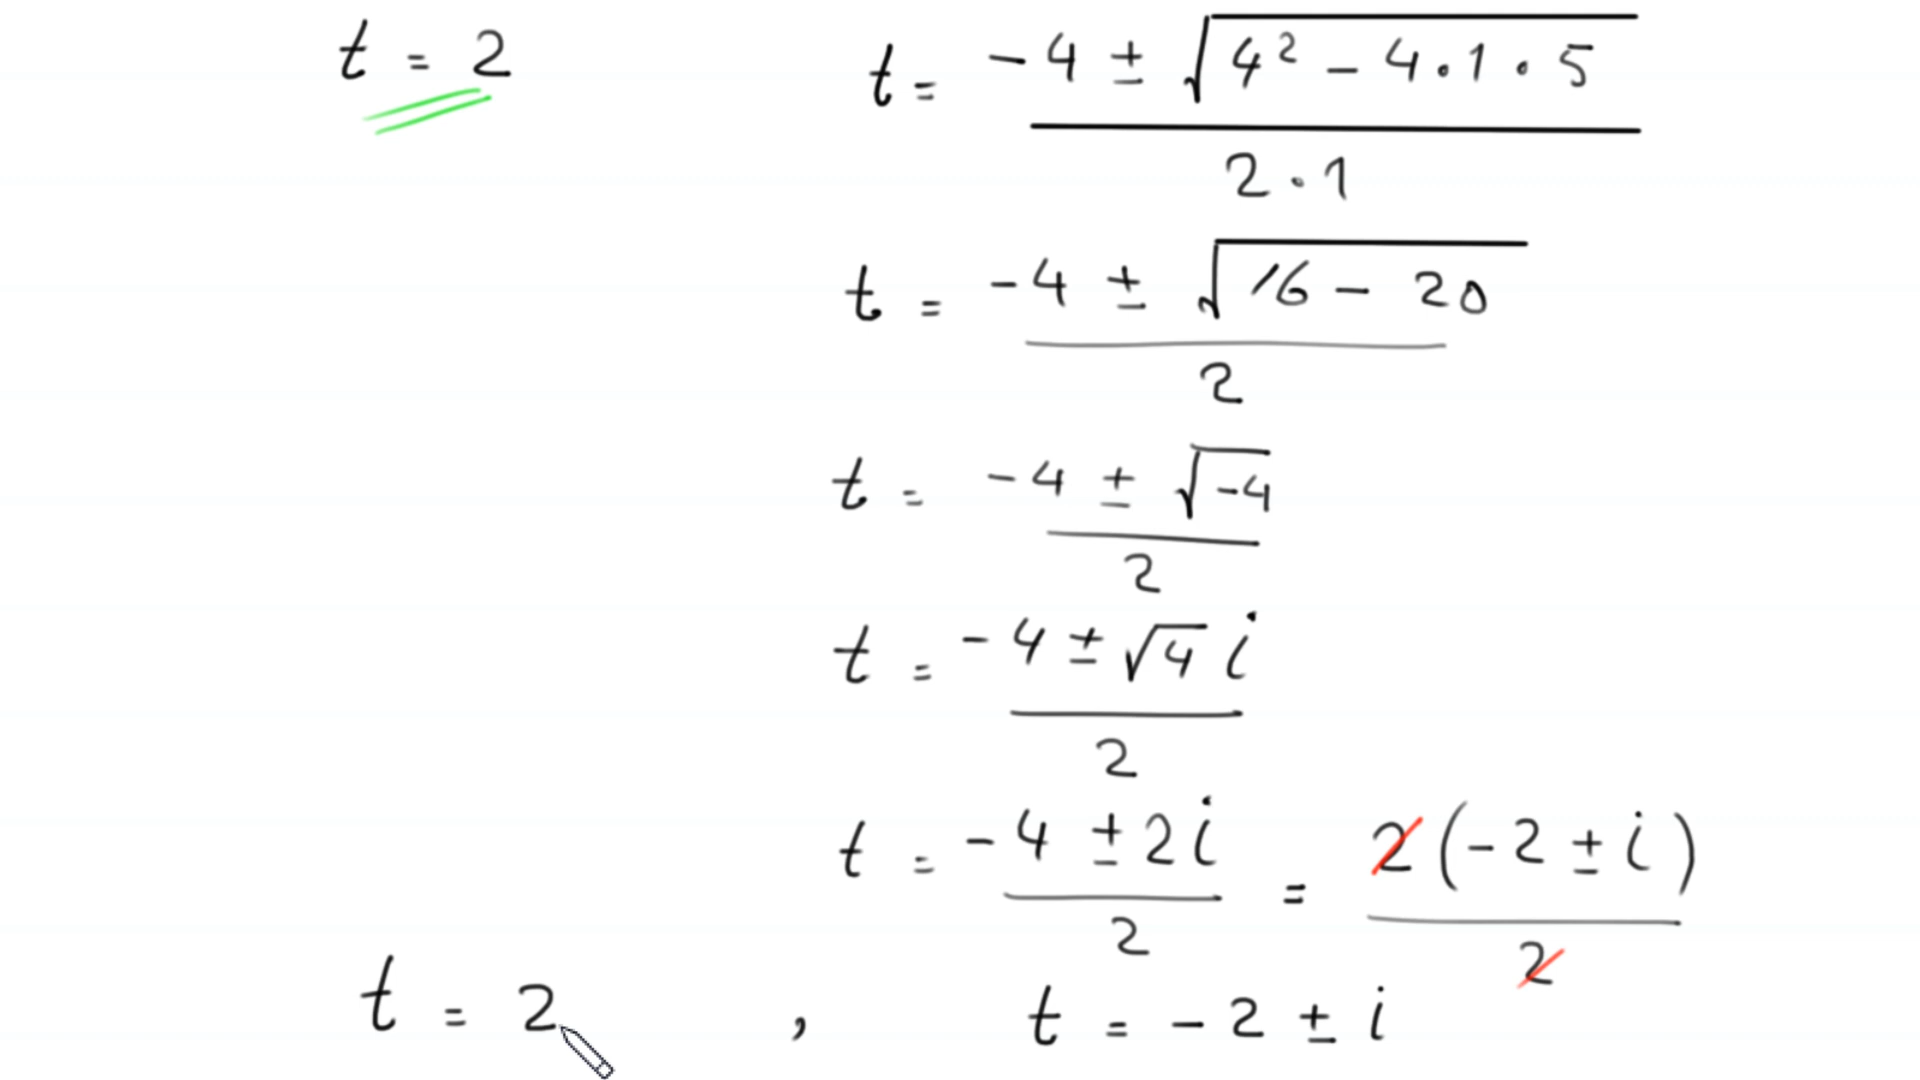 t = 2
t = (-4 ± √(4² - 4·1·5)) / (2·1)
t = (-4 ± √(16 - 20)) / 2
t = (-4 ± √(-4)) / 2
t = (-4 ± √4 i) / 2
t = (-4 ± 2i) / 2 = 2(-2 ± i) / 2
t = 2 , t = -2 ± i